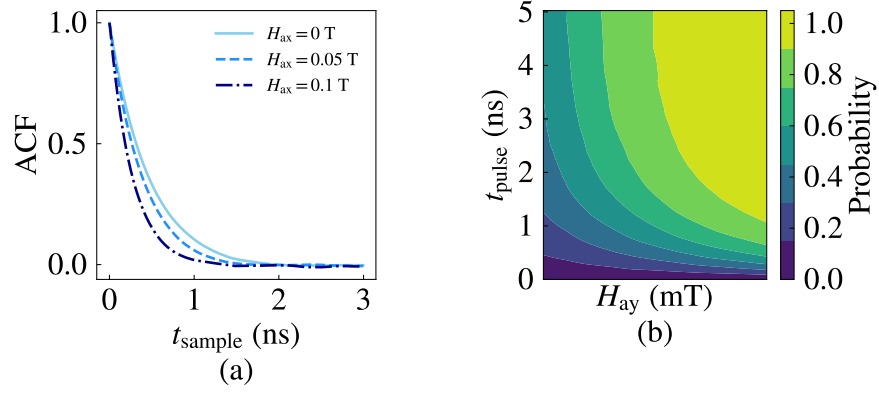 1.0
0.5
0.0
ACF
H_ax = 0 T
H_ax = 0.05 T
H_ax = 0.1 T
0 1 2 3
t_sample (ns)
(a)
5
4
3
2
1
0
t_pulse (ns)
H_ay (mT)
(b)
1.0
0.8
0.6
0.4
0.2
0.0
Probability